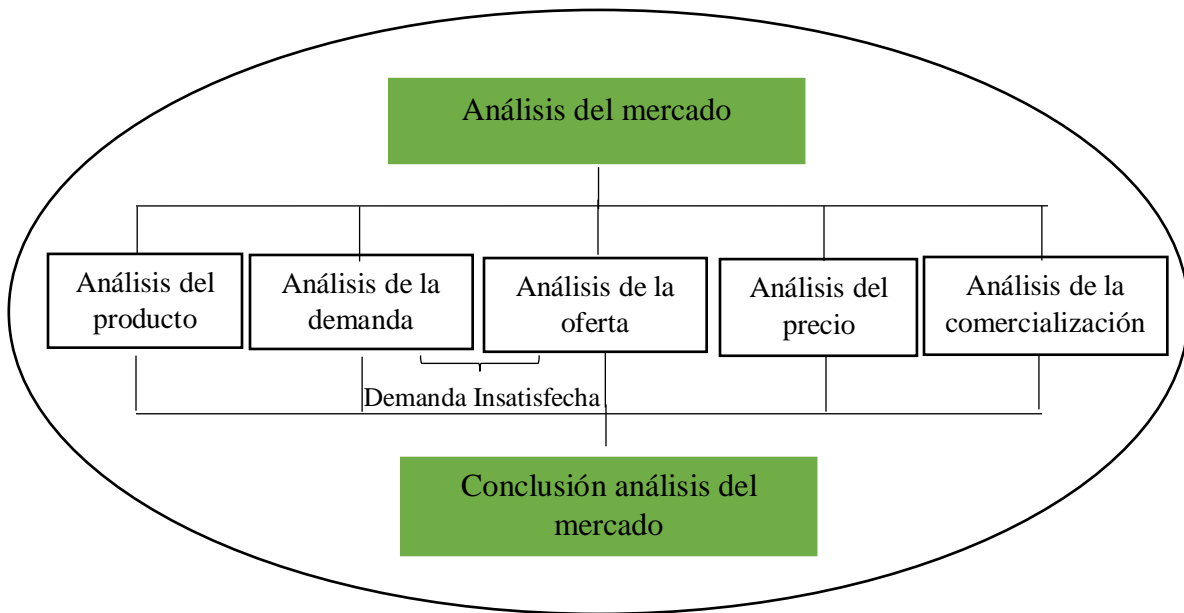 Análisis del mercado
Análisis del
producto
Análisis de la
demanda
Análisis de la
oferta
Análisis del
precio
Análisis de la
comercialización
Demanda Insatisfecha
Conclusión análisis del
mercado